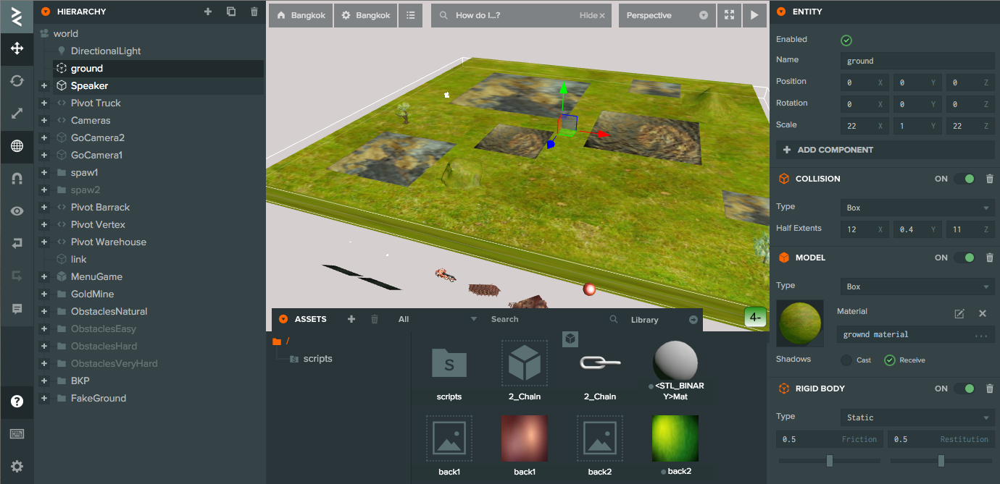 HIERARCHY
world
DirectionalLight
ground
Speaker
Pivot Truck
Cameras
GoCamera2
GoCamera1
spaw1
spaw2
Pivot Barrack
Pivot Vertex
Pivot Warehouse
link
MenuGame
GoldMine
ObstaclesNatural
ObstaclesEasy
ObstaclesHard
ObstaclesVeryHard
BKP
FakeGround
Bangkok
Bangkok
How do I...?
Hide ×
Perspective
4-
ASSETS
All
Search
Library
/
scripts
S
scripts
2_Chain
2_Chain
<STL_BINAR
Y>Mat
back1
back1
back2
back2
ENTITY
Enabled
Name
ground
Position
0 X 0 Y 0 Z
Rotation
0 X 0 Y 0 Z
Scale
22 X 1 Y 22 Z
ADD COMPONENT
COLLISION
ON
Type
Box
Half Extents
12 X 0.4 Y 11 Z
MODEL
ON
Type
Box
Material
grownd material
...
Shadows
Cast
Receive
RIGID BODY
ON
Type
Static
0.5 Friction
0.5 Restitution